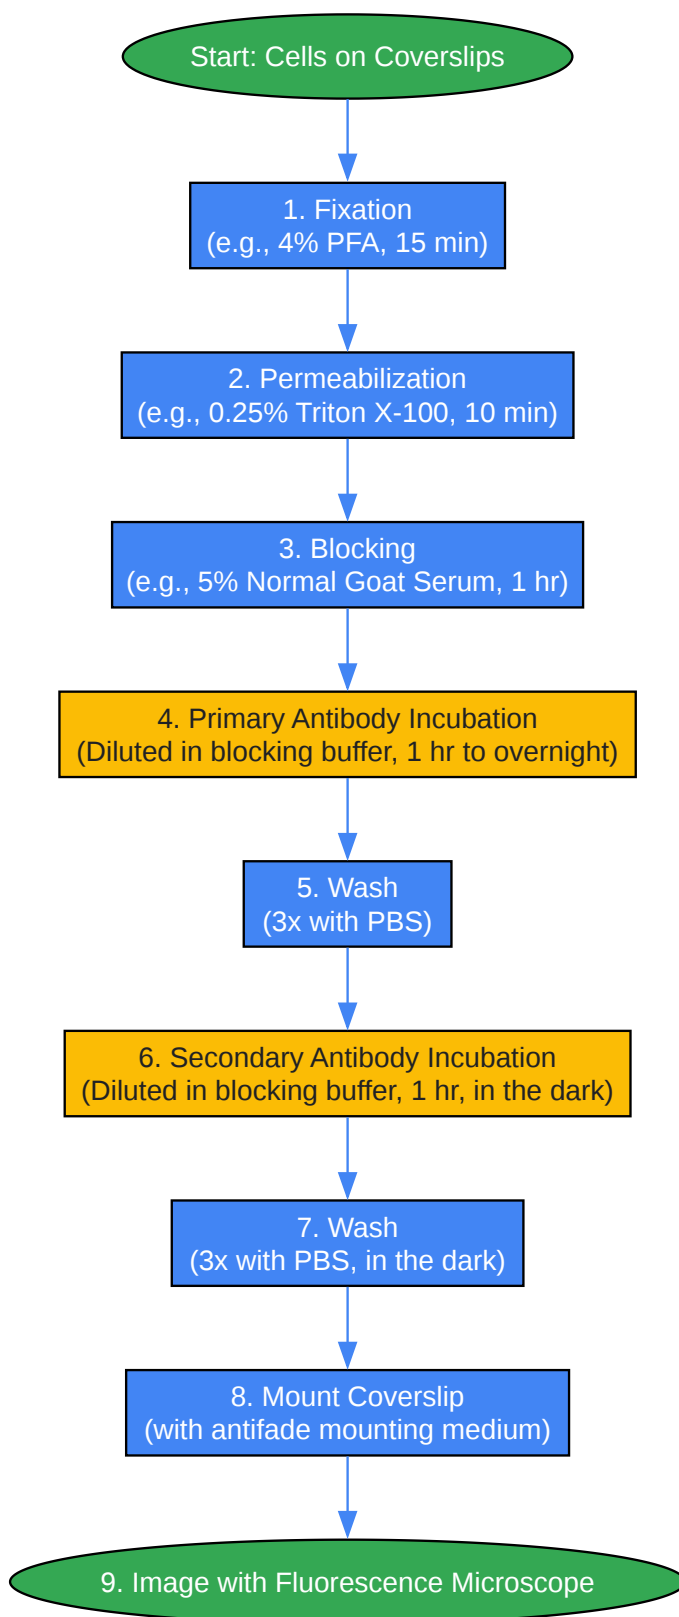 Start: Cells on Coverslips
1. Fixation
(e.g., 4% PFA, 15 min)
2. Permeabilization
(e.g., 0.25% Triton X-100, 10 min)
3. Blocking
(e.g., 5% Normal Goat Serum, 1 hr)
4. Primary Antibody Incubation
(Diluted in blocking buffer, 1 hr to overnight)
5. Wash
(3x with PBS)
6. Secondary Antibody Incubation
(Diluted in blocking buffer, 1 hr, in the dark)
7. Wash
(3x with PBS, in the dark)
8. Mount Coverslip
(with antifade mounting medium)
9. Image with Fluorescence Microscope